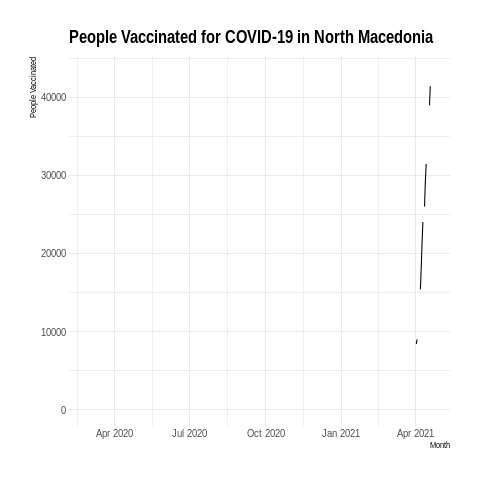 People Vaccinated for COVID-19 in North Macedonia
People Vaccinated
40000
30000
20000
10000
0
Apr 2020 Jul 2020 Oct 2020 Jan 2021 Apr 2021
Month